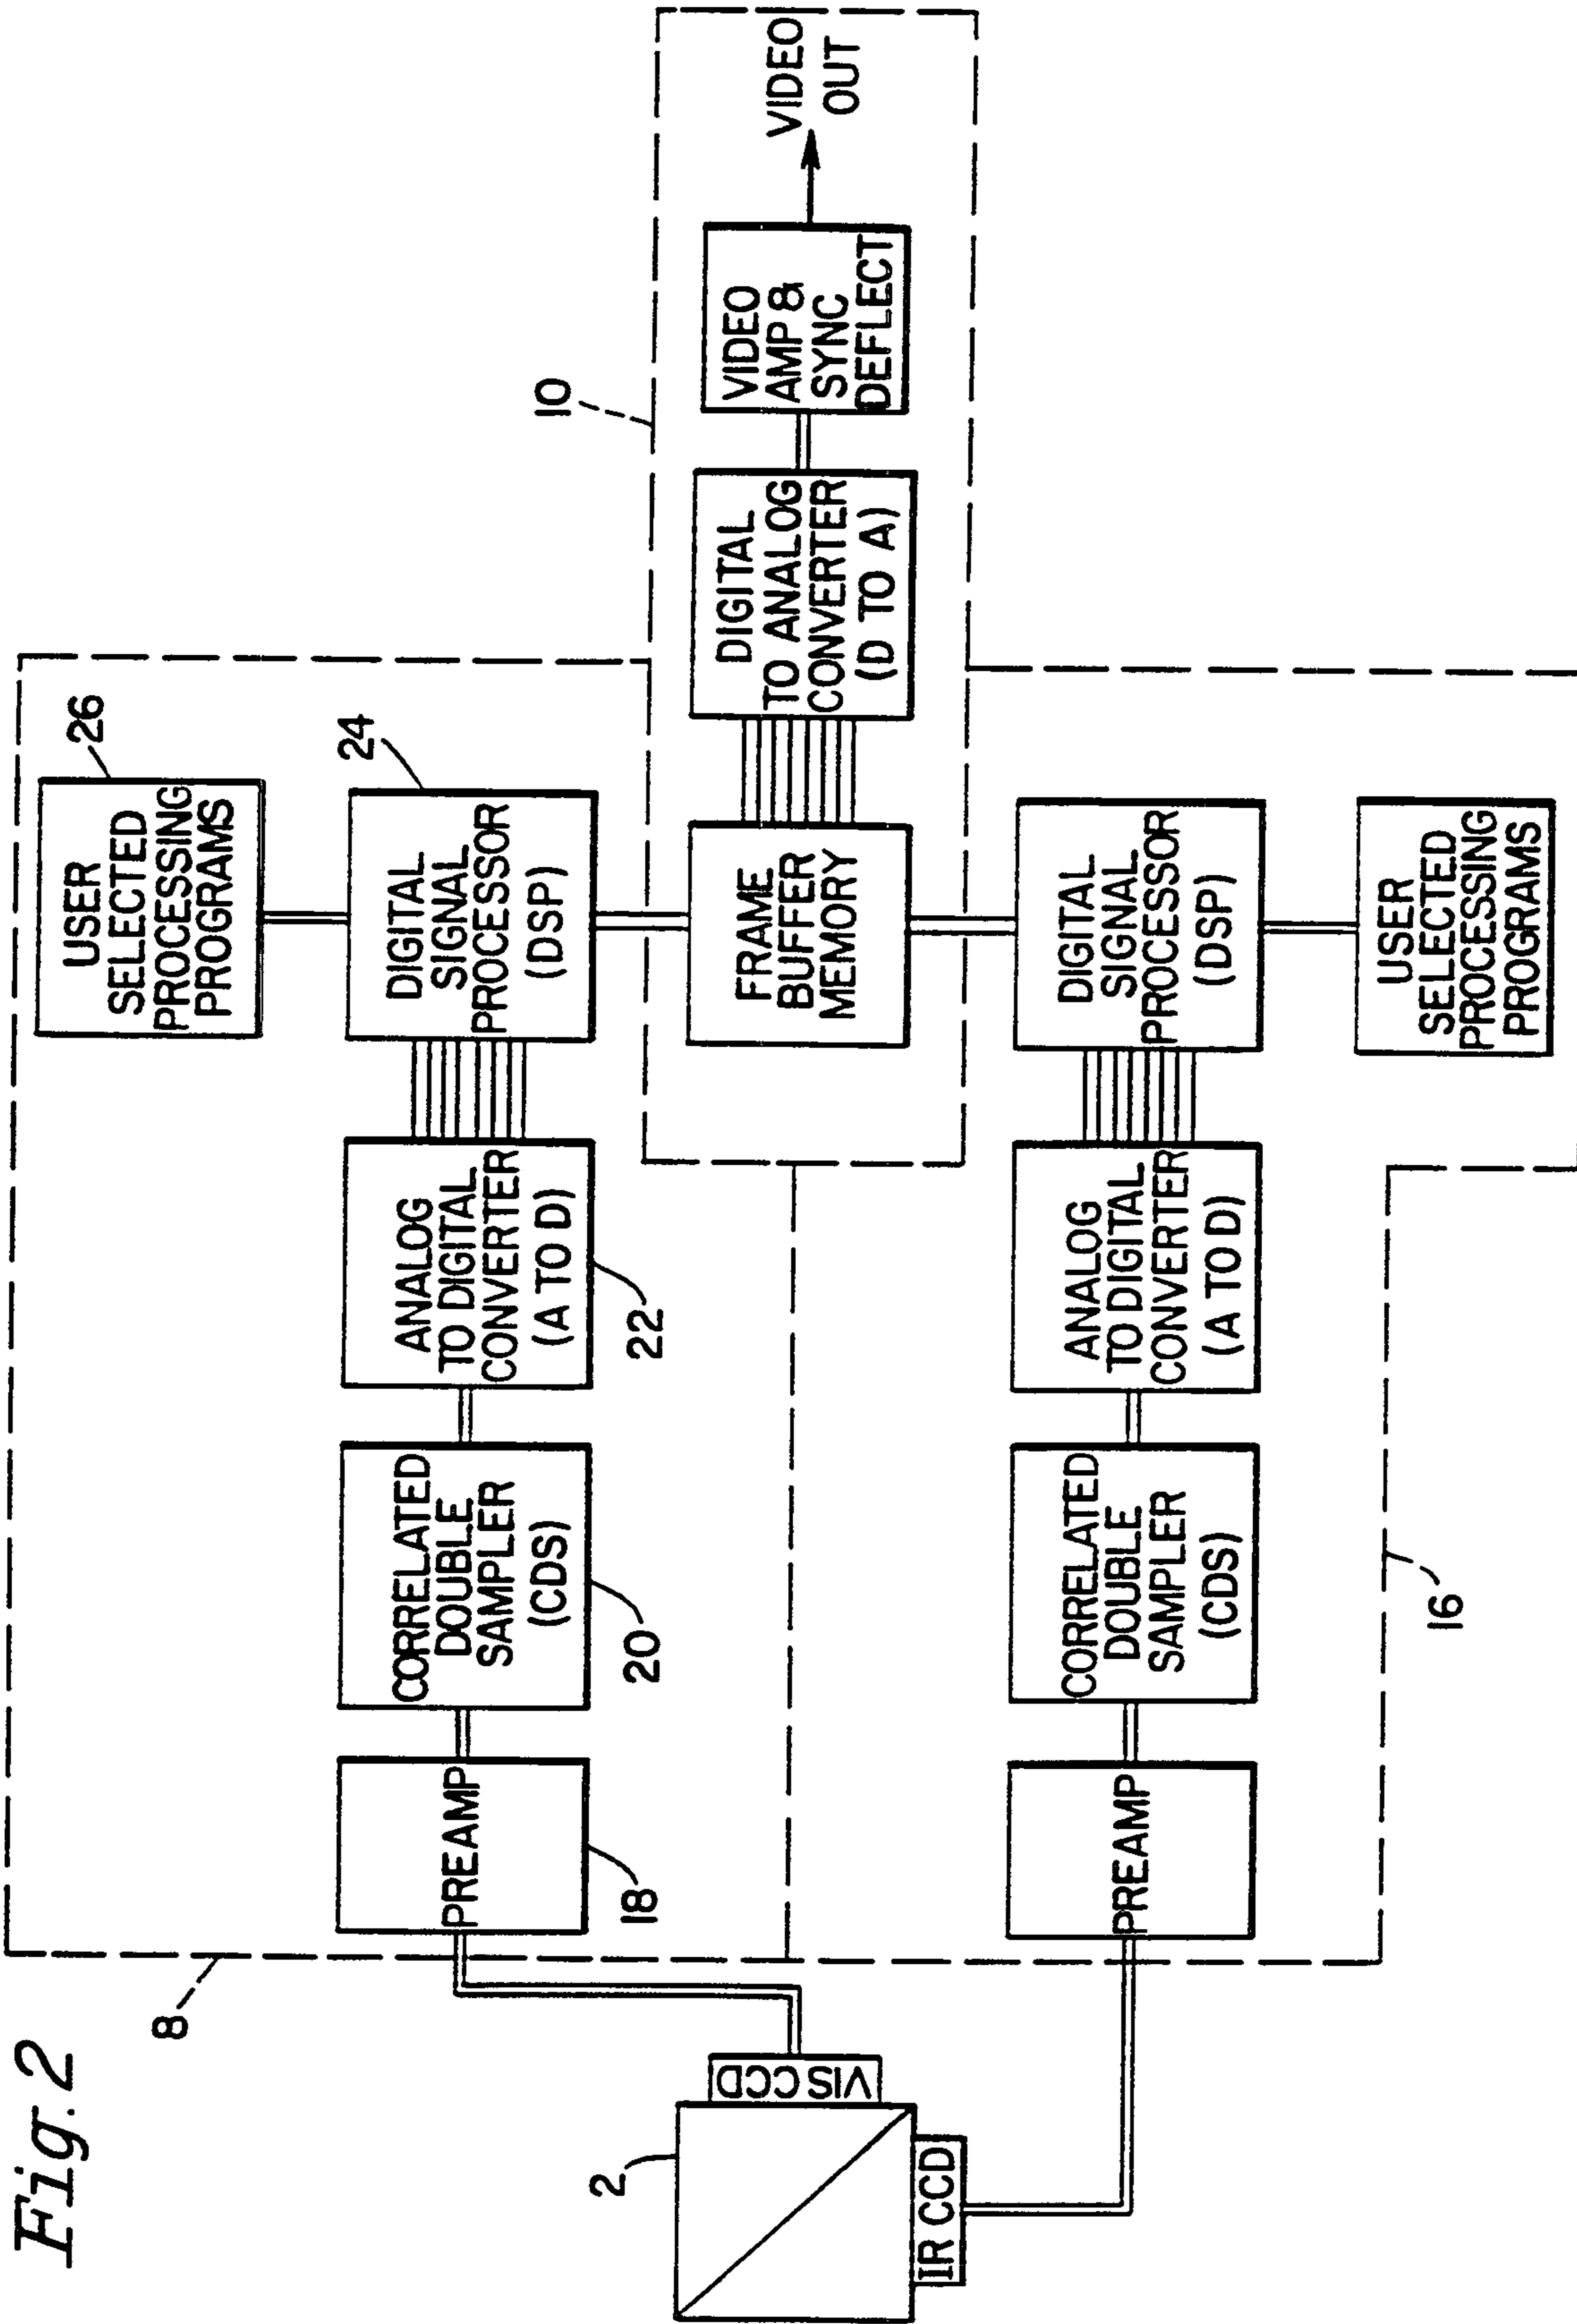 Fig. 2
8
26
USER
SELECTED
PROCESSING
PROGRAMS
24
DIGITAL
SIGNAL
PROCESSOR
(DSP)
ANALOG
TO DIGITAL
CONVERTER
(A TO D)
22
CORRELATED
DOUBLE
SAMPLER
(CDS)
20
PREAMP
18
2
VIS CCD
IR CCD
10
FRAME
BUFFER
MEMORY
DIGITAL
TO ANALOG
CONVERTER
(D TO A)
VIDEO
AMP &
SYNC
DEFLECT
VIDEO
OUT
PREAMP
CORRELATED
DOUBLE
SAMPLER
(CDS)
ANALOG
TO DIGITAL
CONVERTER
(A TO D)
DIGITAL
SIGNAL
PROCESSOR
(DSP)
USER
SELECTED
PROCESSING
PROGRAMS
16